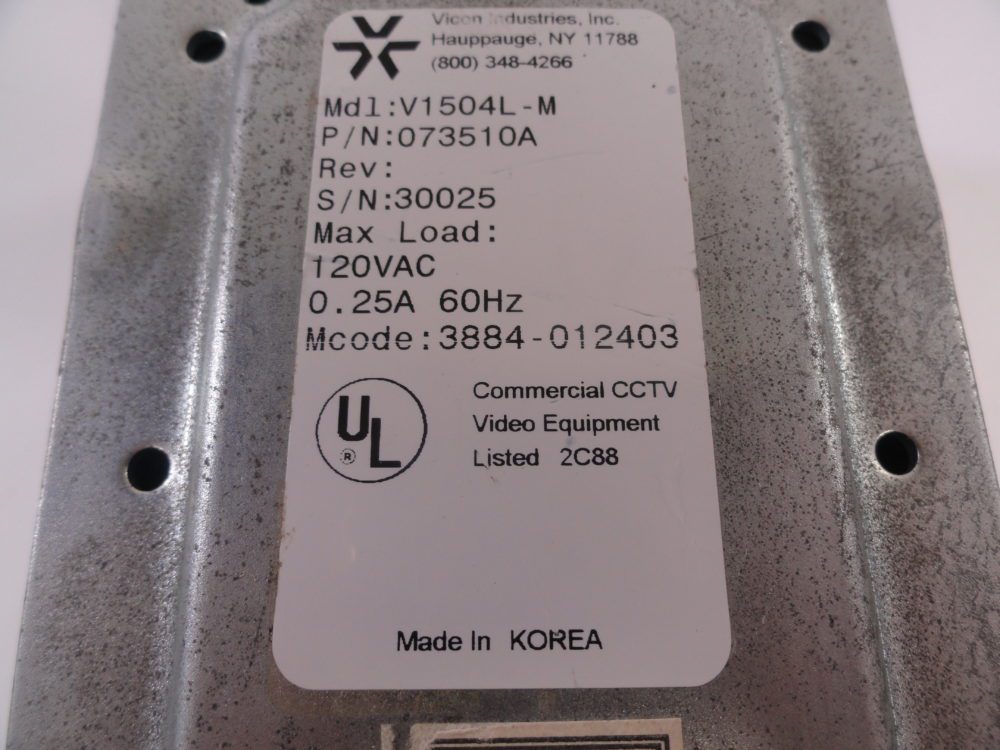 Vicon Industries, Inc.
Hauppauge, NY 11788
(800) 348-4266
Mdl:V1504L-M
P/N:073510A
Rev:
S/N:30025
Max Load:
120VAC
0.25A 60Hz
Mcode:3884-012403
UL
®
Commercial CCTV
Video Equipment
Listed 2C88
Made In KOREA